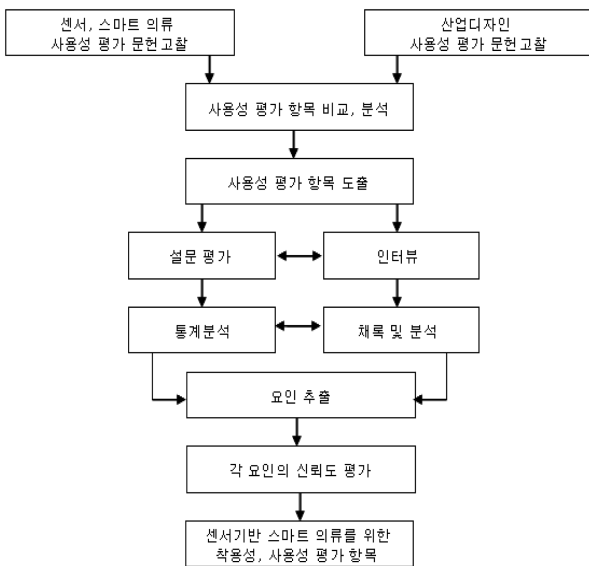 센서, 스마트 의류
사용성 평가 문헌고찰
산업디자인
사용성 평가 문헌고찰
사용성 평가 항목 비교, 분석
사용성 평가 항목 도출
설문 평가
인터뷰
통계분석
채록 및 분석
요인 추출
각 요인의 신뢰도 평가
센서기반 스마트 의류를 위한
착용성, 사용성 평가 항목